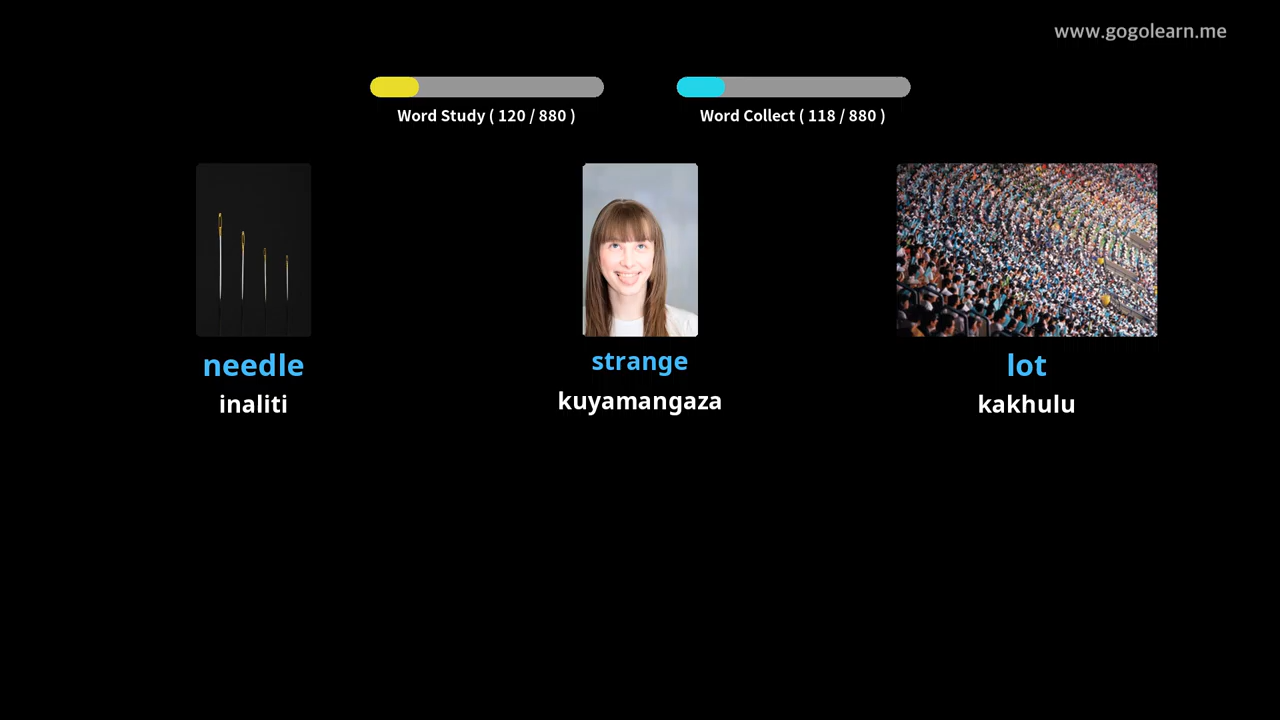 www.gogolearn.me
Word Study ( 120 / 880 )
Word Collect ( 118 / 880 )
needle
inaliti
strange
kuyamangaza
lot
kakhulu